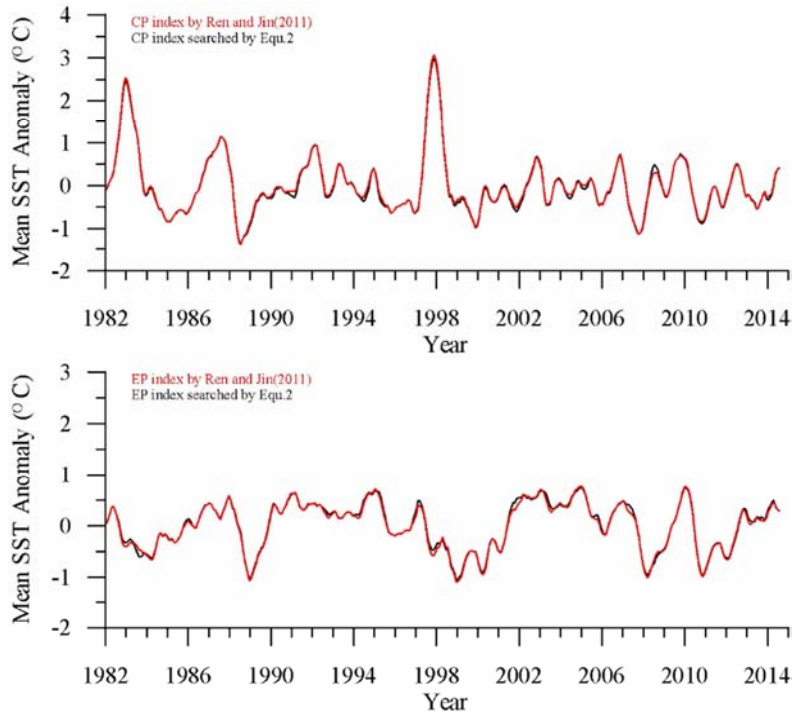 4
CP index by Ren and Jin(2011)
CP index searched by Equ.2
3
2
1
0
-1
-2
Mean SST Anomaly (°C)
1982 1986 1990 1994 1998 2002 2006 2010 2014
Year
3
EP index by Ren and Jin(2011)
EP index searched by Equ.2
2
1
0
-1
-2
Mean SST Anomaly (°C)
1982 1986 1990 1994 1998 2002 2006 2010 2014
Year